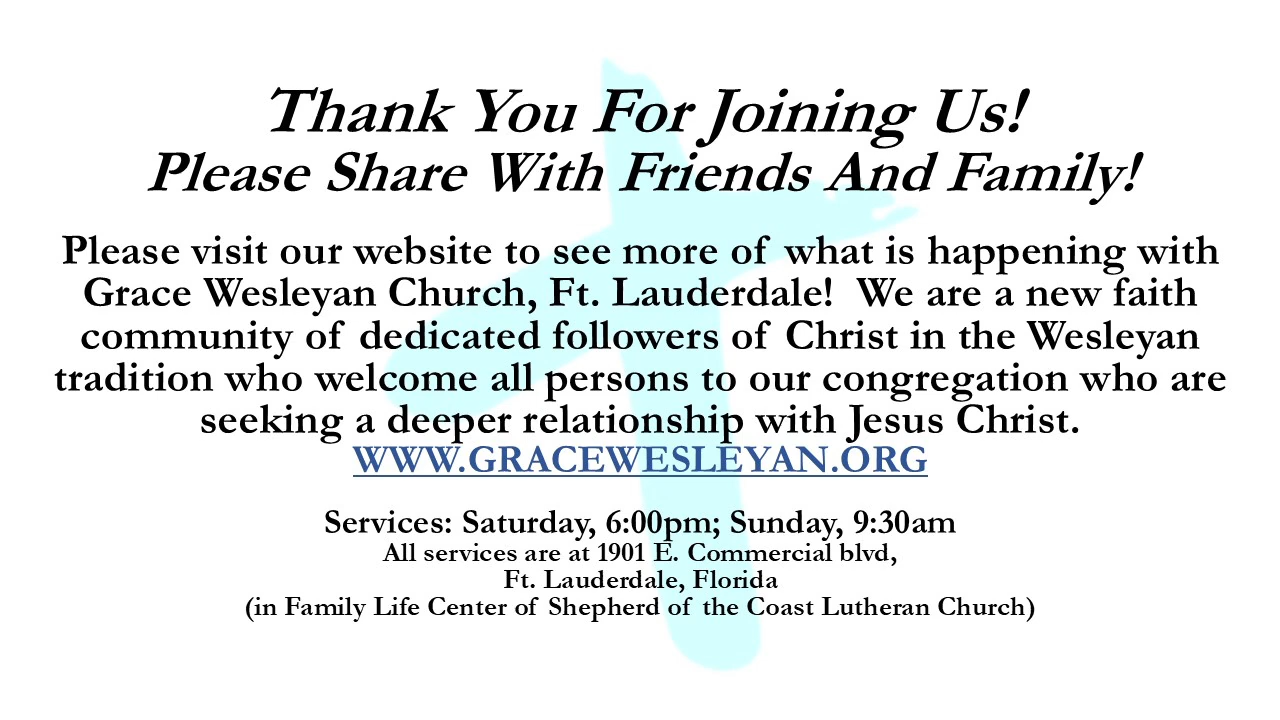 Thank You For Joining Us!
Please Share With Friends And Family!
Please visit our website to see more of what is happening with
Grace Wesleyan Church, Ft. Lauderdale! We are a new faith
community of dedicated followers of Christ in the Wesleyan
tradition who welcome all persons to our congregation who are
seeking a deeper relationship with Jesus Christ.
WWW.GRACEWESLEYAN.ORG
Services: Saturday, 6:00pm; Sunday, 9:30am
All services are at 1901 E. Commercial blvd,
Ft. Lauderdale, Florida
(in Family Life Center of Shepherd of the Coast Lutheran Church)